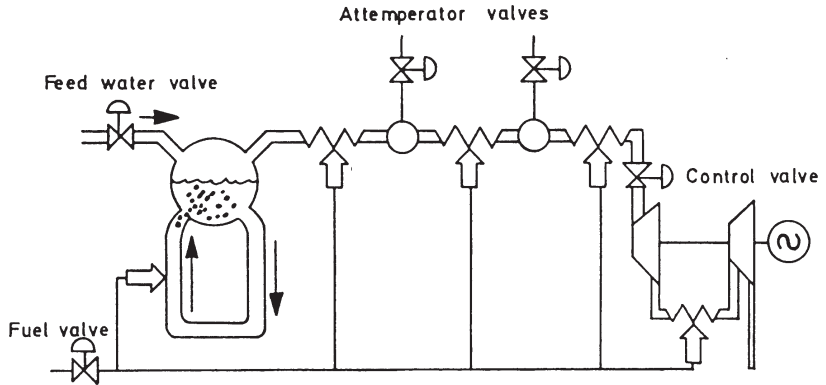 Attemperator valves
Feed water valve
Control valve
Fuel valve